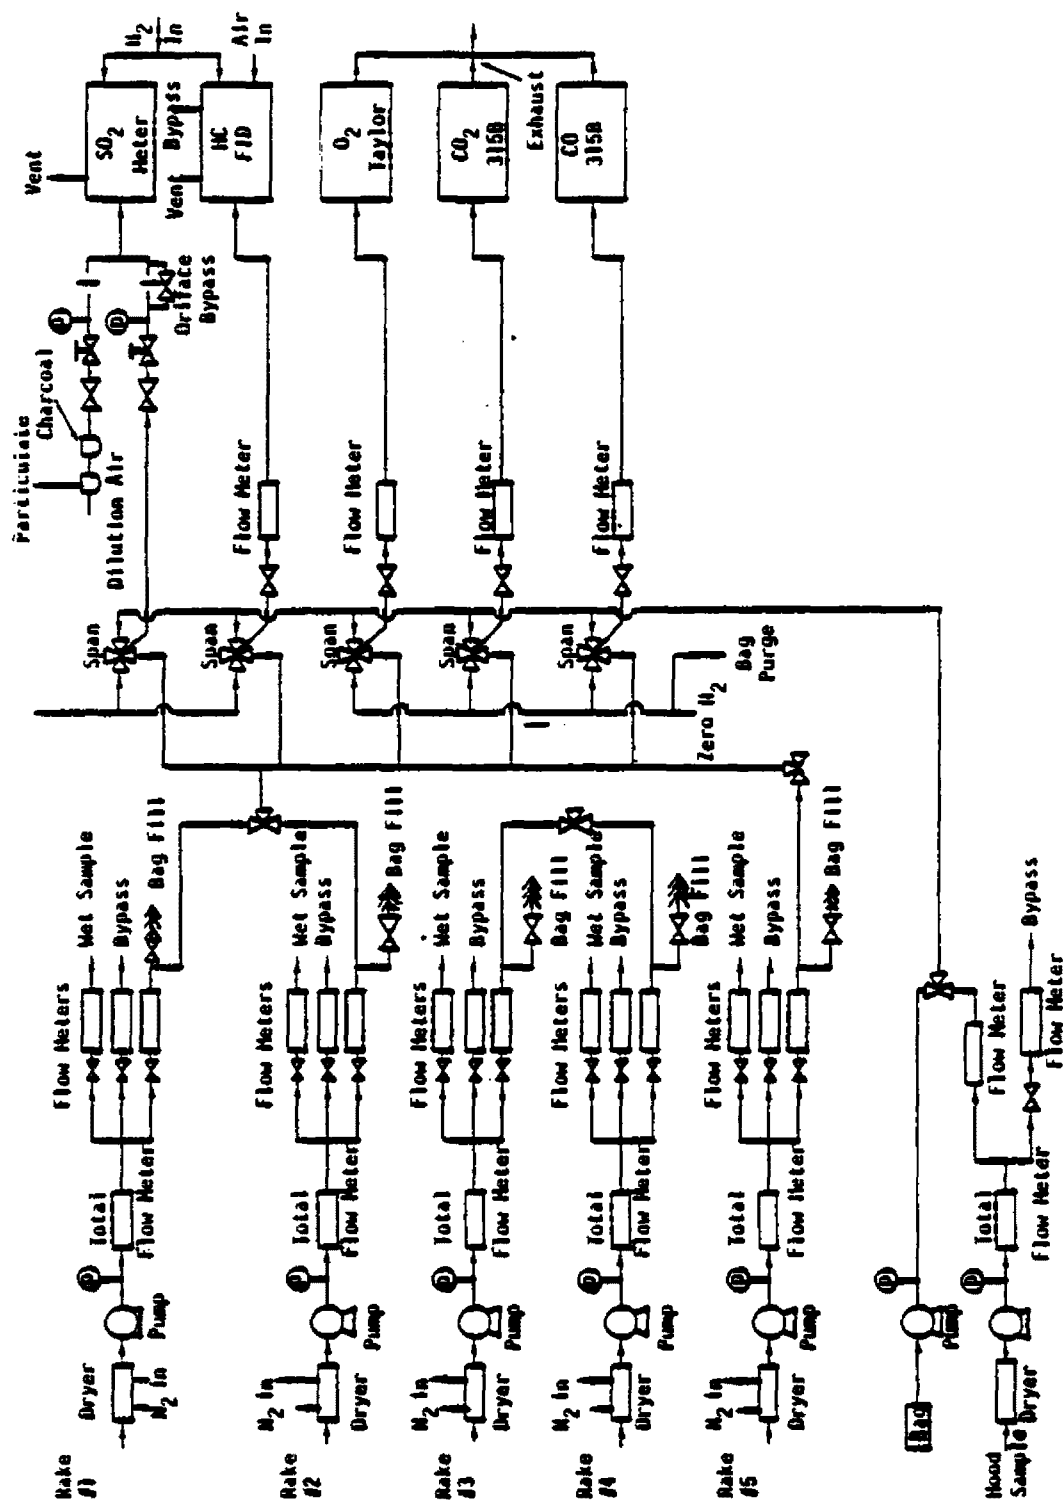 Rake
#1
Dryer
N2 In
Pump
P
Total
Flow Meter
Flow Meters
Wet Sample
Bypass
Bag Fill
Rake
#2
N2 In
Dryer
Pump
P
Total
Flow Meter
Flow Meters
Wet Sample
Bypass
Bag Fill
Rake
#3
N2 In
Dryer
Pump
P
Total
Flow Meter
Flow Meters
Wet Sample
Bypass
Bag Fill
Rake
#4
N2 In
Dryer
Pump
P
Total
Flow Meter
Flow Meters
Wet Sample
Bypass
Bag Fill
Rake
#5
N2 In
Dryer
Pump
P
Total
Flow Meter
Flow Meters
Wet Sample
Bypass
Bag Fill
Bag
Pump
P
Hood
Sample
Dryer
P
Total
Flow Meter
Flow Meter
Flow Meter
Bypass
Zero N2
Bag
Purge
Span
Span
Span
Span
Span
Particulate
Charcoal
Dilution Air
P
P
Oriface
Bypass
Flow Meter
Flow Meter
Flow Meter
Flow Meter
Vent
SO2
Meter
H2
In
Vent
Bypass
HC
FID
Air
In
O2
Taylor
CO2
315B
Exhaust
CO
315B